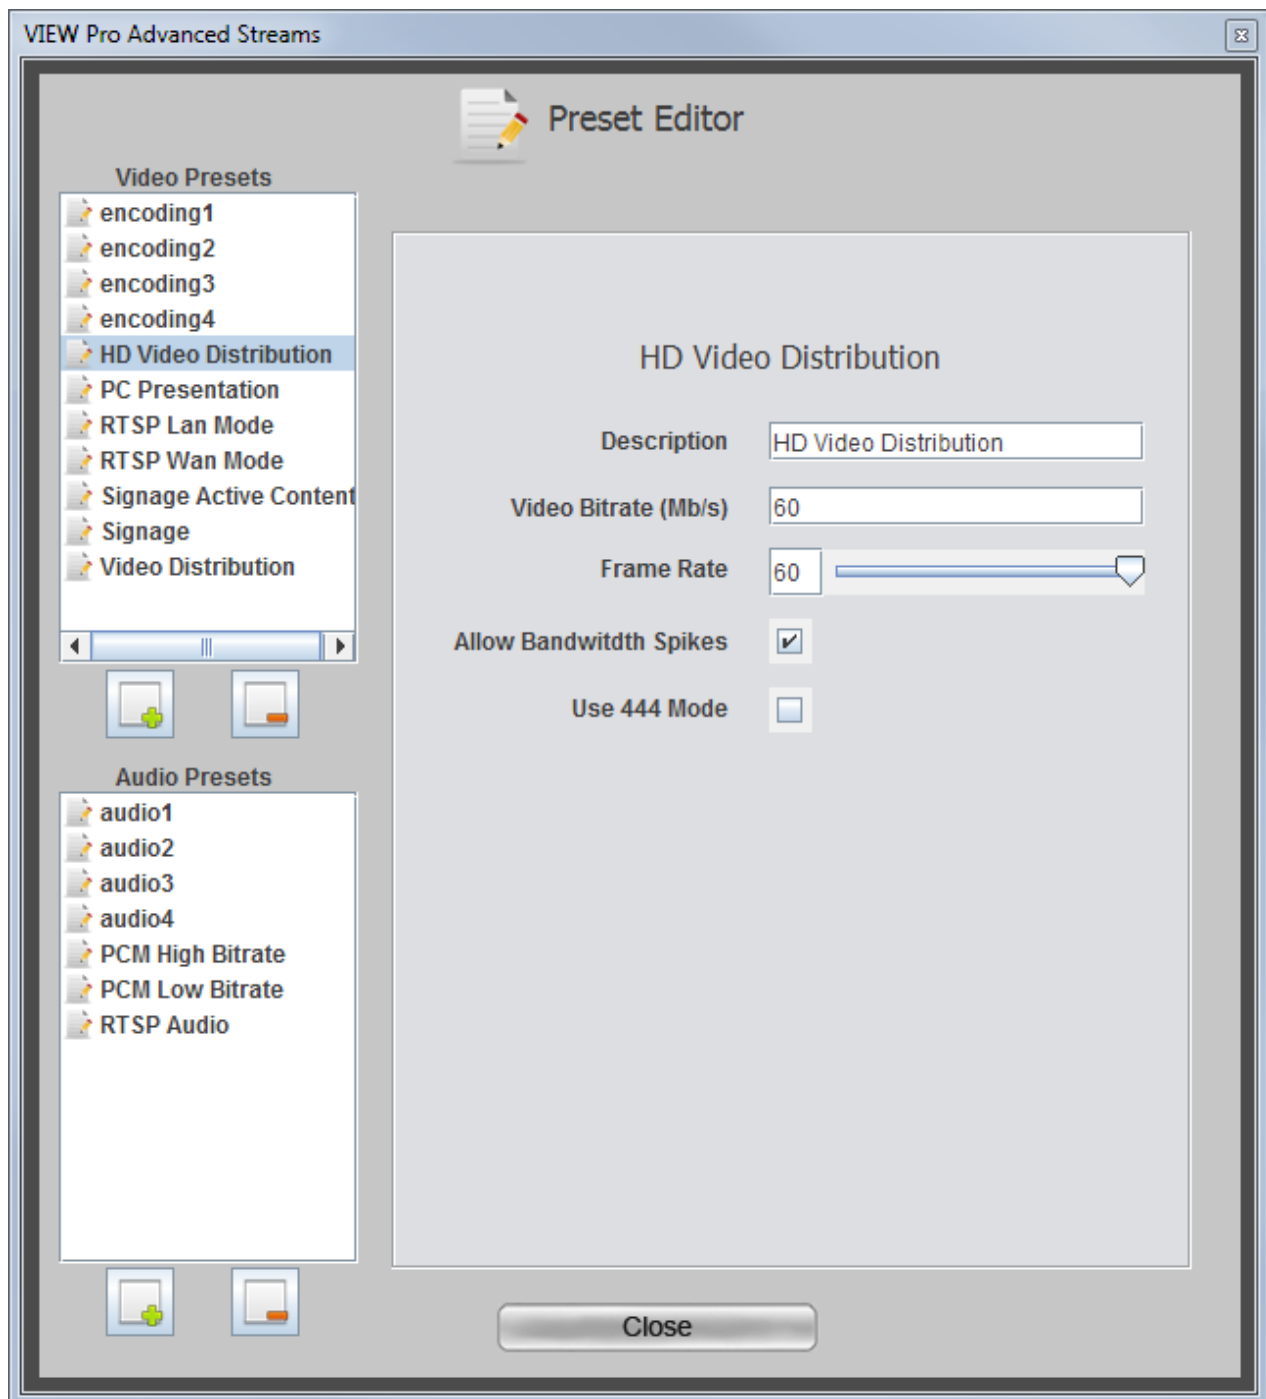 VIEW Pro Advanced Streams
Preset Editor
Video Presets
encoding1
encoding2
encoding3
encoding4
HD Video Distribution
PC Presentation
RTSP Lan Mode
RTSP Wan Mode
Signage Active Content
Signage
Video Distribution
Audio Presets
audio1
audio2
audio3
audio4
PCM High Bitrate
PCM Low Bitrate
RTSP Audio
HD Video Distribution
Description HD Video Distribution
Video Bitrate (Mb/s) 60
Frame Rate 60
Allow Bandwitdth Spikes
Use 444 Mode
Close